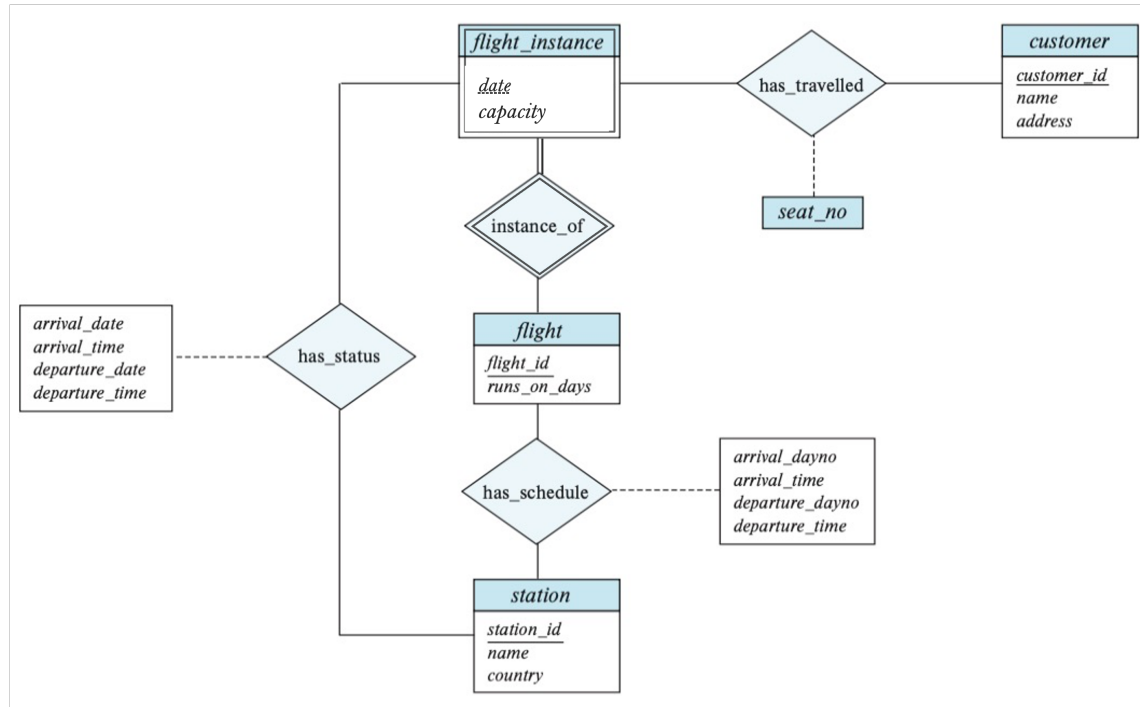 flight_instance
date
capacity
has_travelled
customer
customer_id
name
address
seat_no
instance_of
arrival_date
arrival_time
departure_date
departure_time
has_status
flight
flight_id
runs_on_days
has_schedule
arrival_dayno
arrival_time
departure_dayno
departure_time
station
station_id
name
country